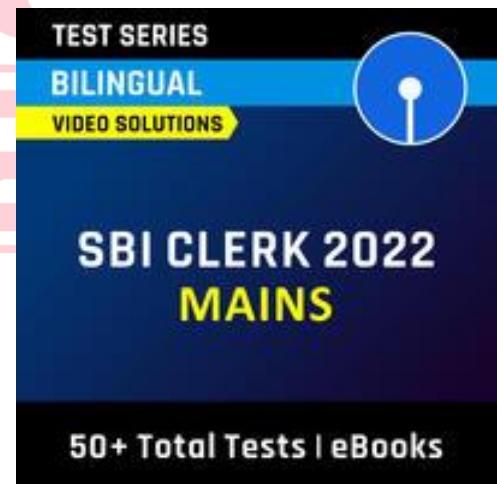 TEST SERIES
BILINGUAL
VIDEO SOLUTIONS
SBI CLERK 2022
MAINS
50+ Total Tests | eBooks